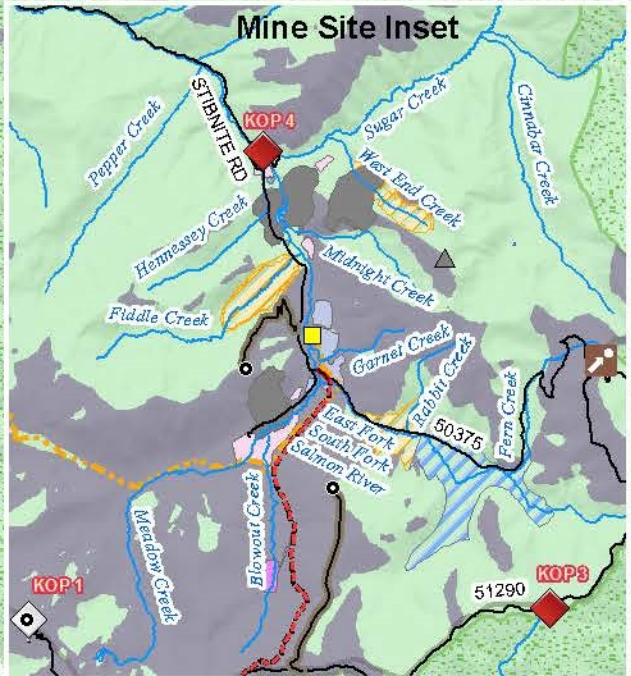 Mine Site Inset
KOP 4
STIBNITE RD
Sugar Creek
Cinnabar Creek
Pepper Creek
West End Creek
Hennessey Creek
Midnight Creek
Fiddle Creek
Garnet Creek
Rabbit Creek
Fern Creek
50375
East Fork
South Fork
Salmon River
Blowout Creek
Meadow Creek
KOP 1
51290
KOP 3